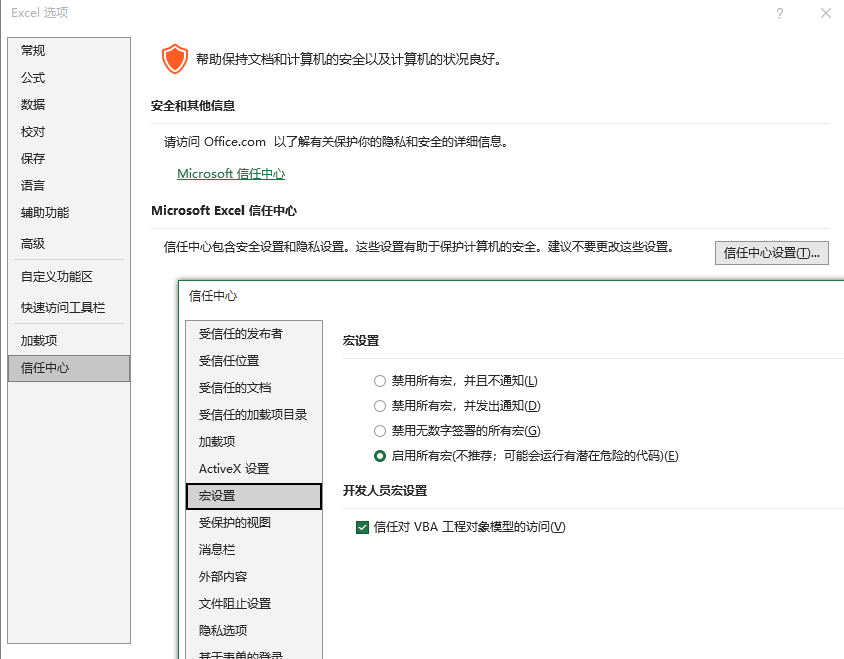 Excel 选项
常规
公式
数据
校对
保存
语言
辅助功能
高级
自定义功能区
快速访问工具栏
加载项
信任中心
帮助保持文档和计算机的安全以及计算机的状况良好。
安全和其他信息
请访问 Office.com 以了解有关保护你的隐私和安全的详细信息。
Microsoft 信任中心
Microsoft Excel 信任中心
信任中心包含安全设置和隐私设置。这些设置有助于保护计算机的安全。建议不要更改这些设置。
信任中心设置(T)...
信任中心
受信任的发布者
受信任位置
受信任的文档
受信任的加载项目录
加载项
ActiveX 设置
宏设置
受保护的视图
消息栏
外部内容
文件阻止设置
隐私选项
基于表单的登录
宏设置
禁用所有宏，并且不通知(L)
禁用所有宏，并发出通知(D)
禁用无数字签署的所有宏(G)
启用所有宏(不推荐；可能会运行有潜在危险的代码)(E)
开发人员宏设置
信任对 VBA 工程对象模型的访问(V)